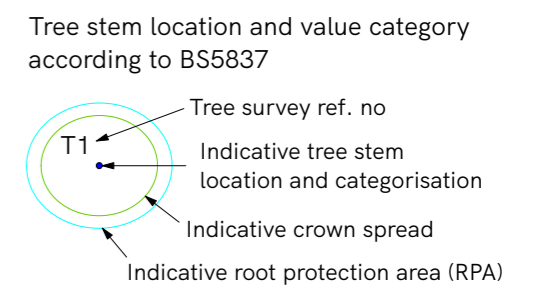 Tree stem location and value category
according to BS5837
Tree survey ref. no
T1
Indicative tree stem
location and categorisation
Indicative crown spread
Indicative root protection area (RPA)